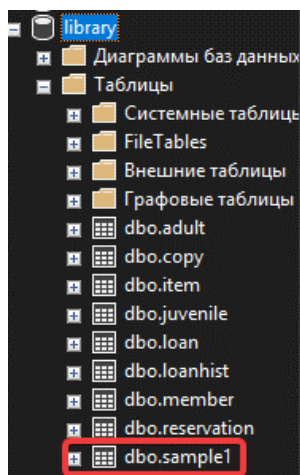 library
Диаграммы баз данных
Таблицы
Системные таблицы
FileTables
Внешние таблицы
Графовые таблицы
dbo.adult
dbo.copy
dbo.item
dbo.juvenile
dbo.loan
dbo.loanhist
dbo.member
dbo.reservation
dbo.sample1